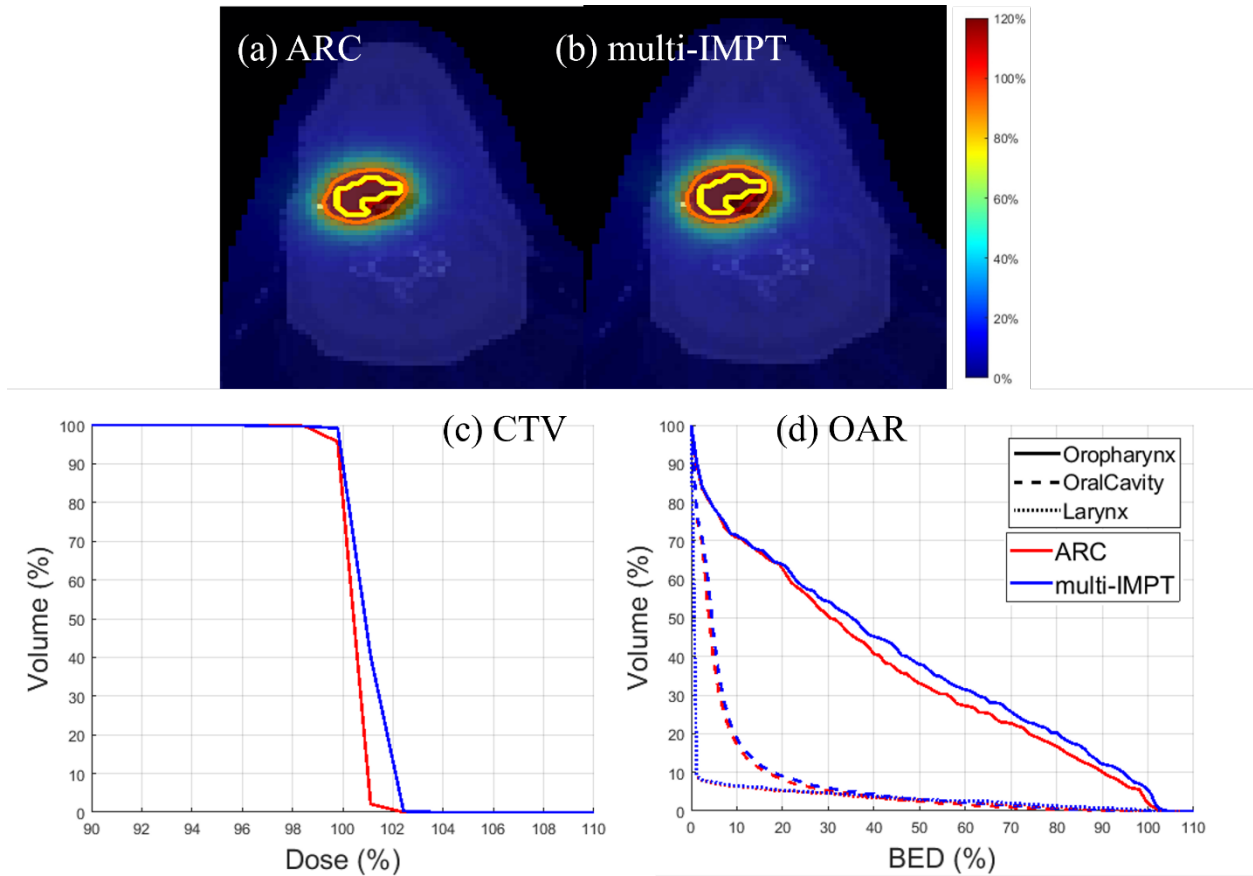 (a) ARC
(b) multi-IMPT
120%
100%
80%
60%
40%
20%
0%
(c) CTV
100
90
80
70
60
50
40
30
20
10
0
Volume (%)
90 92 94 96 98 100 102 104 106 108 110
Dose (%)
(d) OAR
Oropharynx
OralCavity
Larynx
ARC
multi-IMPT
100
90
80
70
60
50
40
30
20
10
0
Volume (%)
0 10 20 30 40 50 60 70 80 90 100 110
BED (%)